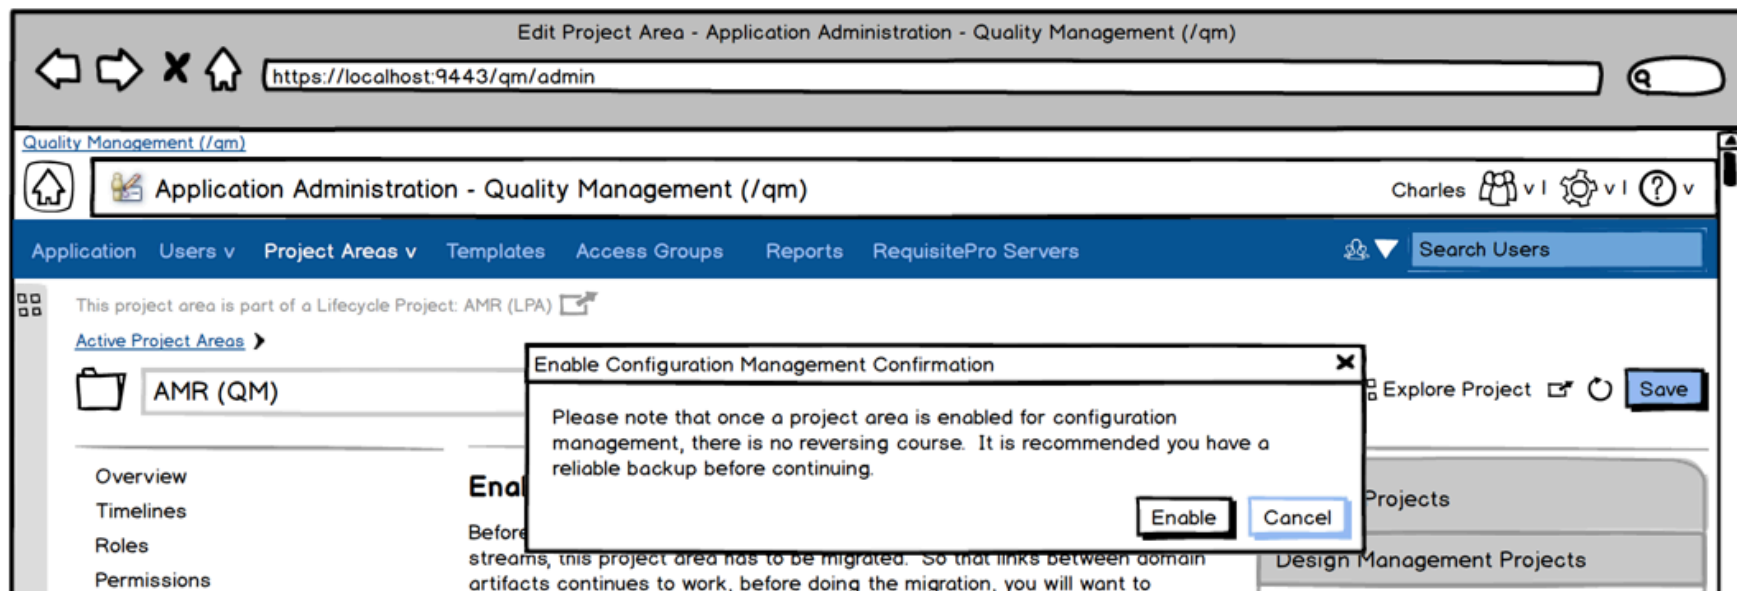 Edit Project Area - Application Administration - Quality Management (/qm)
https://localhost:9443/qm/admin
Quality Management (/qm)
Application Administration - Quality Management (/qm)
Charles
Application Users v Project Areas v Templates Access Groups Reports RequisitePro Servers
Search Users
This project area is part of a Lifecycle Project: AMR (LPA)
Active Project Areas
AMR (QM)
Explore Project
Save
Enable Configuration Management Confirmation
Please note that once a project area is enabled for configuration
management, there is no reversing course. It is recommended you have a
reliable backup before continuing.
Enable Cancel
Overview
Timelines
Roles
Permissions
Before
streams, this project area has to be migrated. So that links between domain
artifacts continues to work, before doing the migration, you will want to
Projects
Design Management Projects